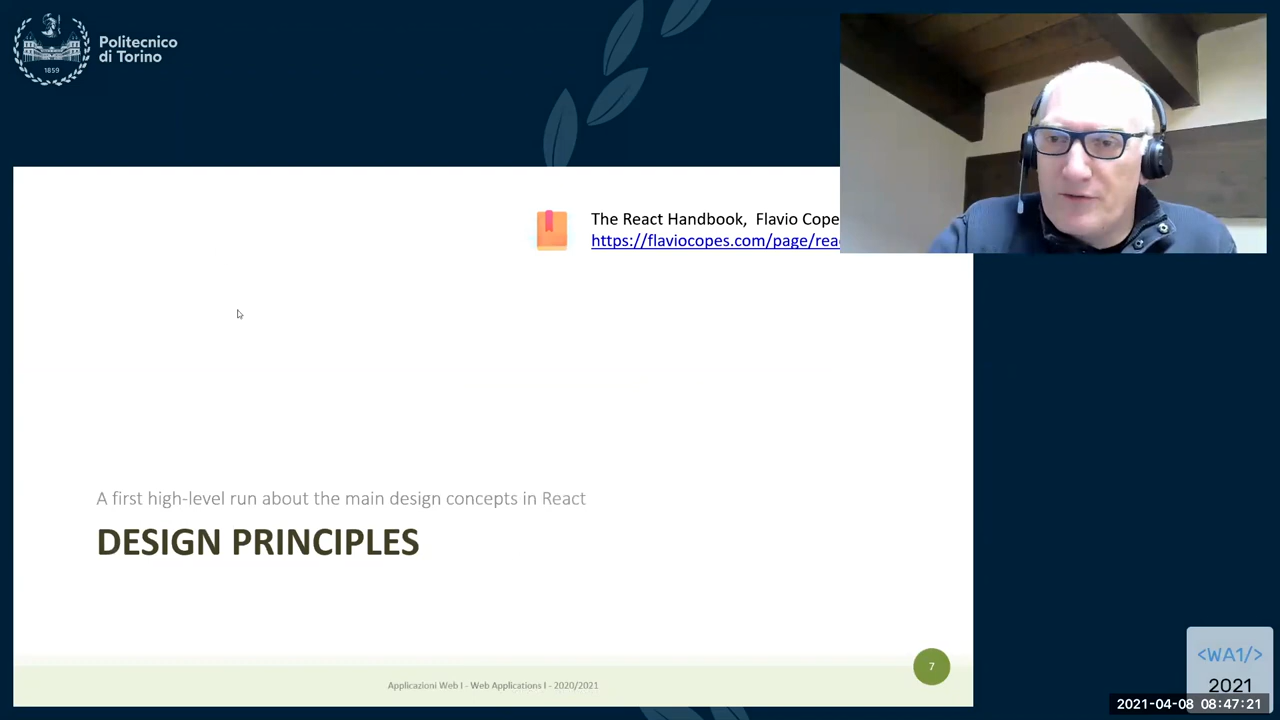 Politecnico
di Torino
1859
The React Handbook, Flavio Cope
https://flaviocopes.com/page/rea
A first high-level run about the main design concepts in React
DESIGN PRINCIPLES
7
Applicazioni Web I - Web Applications I - 2020/2021
<WA1/>
2021
2021-04-08 08:47:21